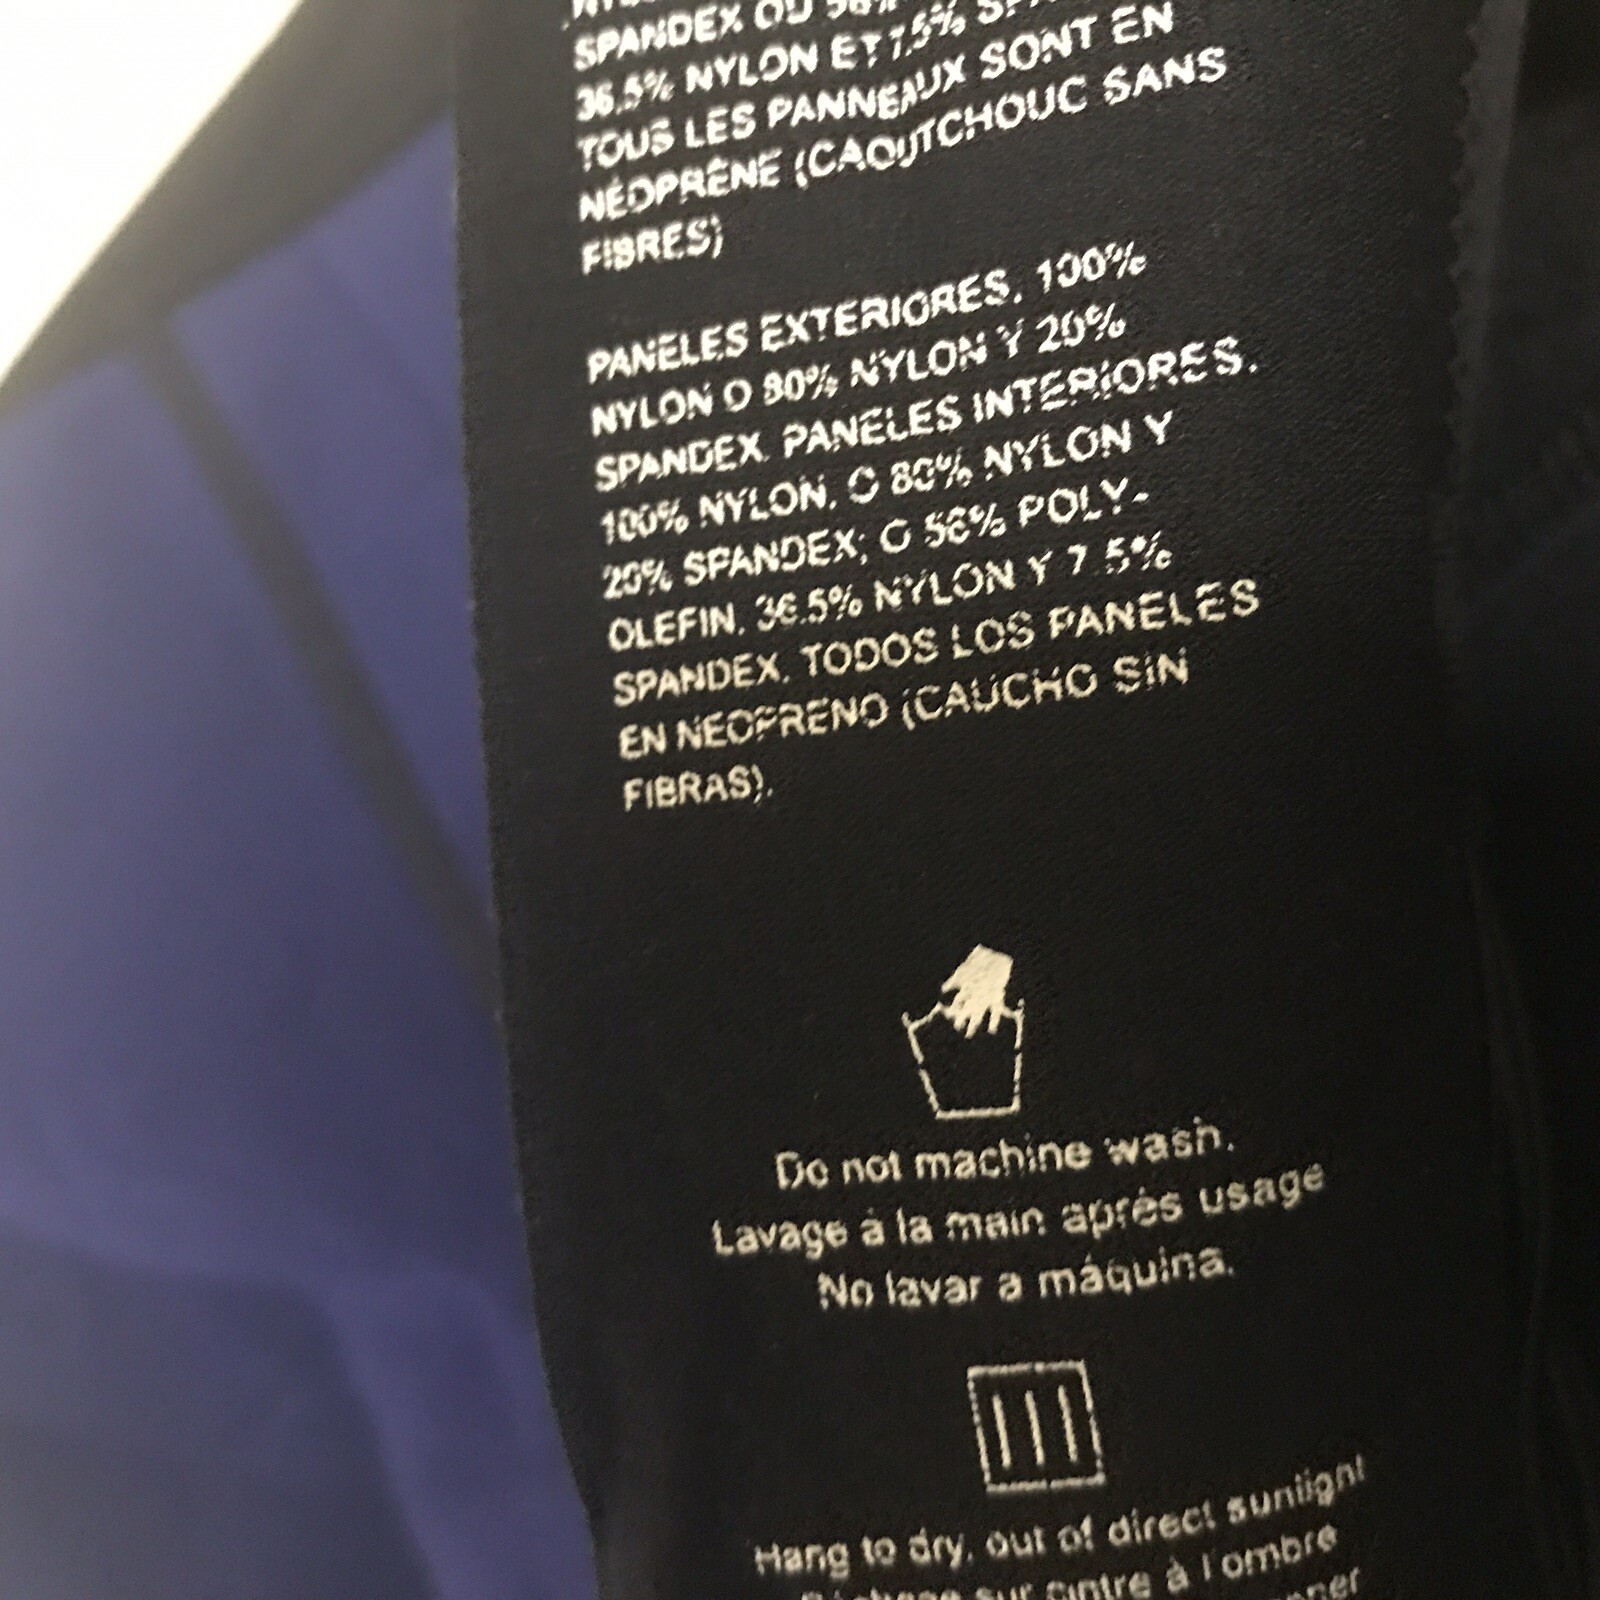 SPANDEX OU 56%
36.5% NYLON ET 7.5%
TOUS LES PANNEAUX SONT EN
NÉOPRÈNE (CAOUTCHOUC SANS
FIBRES)
PANELES EXTERIORES. 100%
NYLON O 80% NYLON Y 20%
SPANDEX. PANELES INTERIORES.
100% NYLON. O 80% NYLON Y
20% SPANDEX; O 56% POLY-
OLEFIN. 36.5% NYLON Y 7.5%
SPANDEX. TODOS LOS PANELES
EN NEOPRENO (CAUCHO SIN
FIBRAS).
Do not machine wash.
Lavage à la main après usage
No lavar a máquina.
Hang to dry, out of direct sunlight
sur cintre à l'ombre